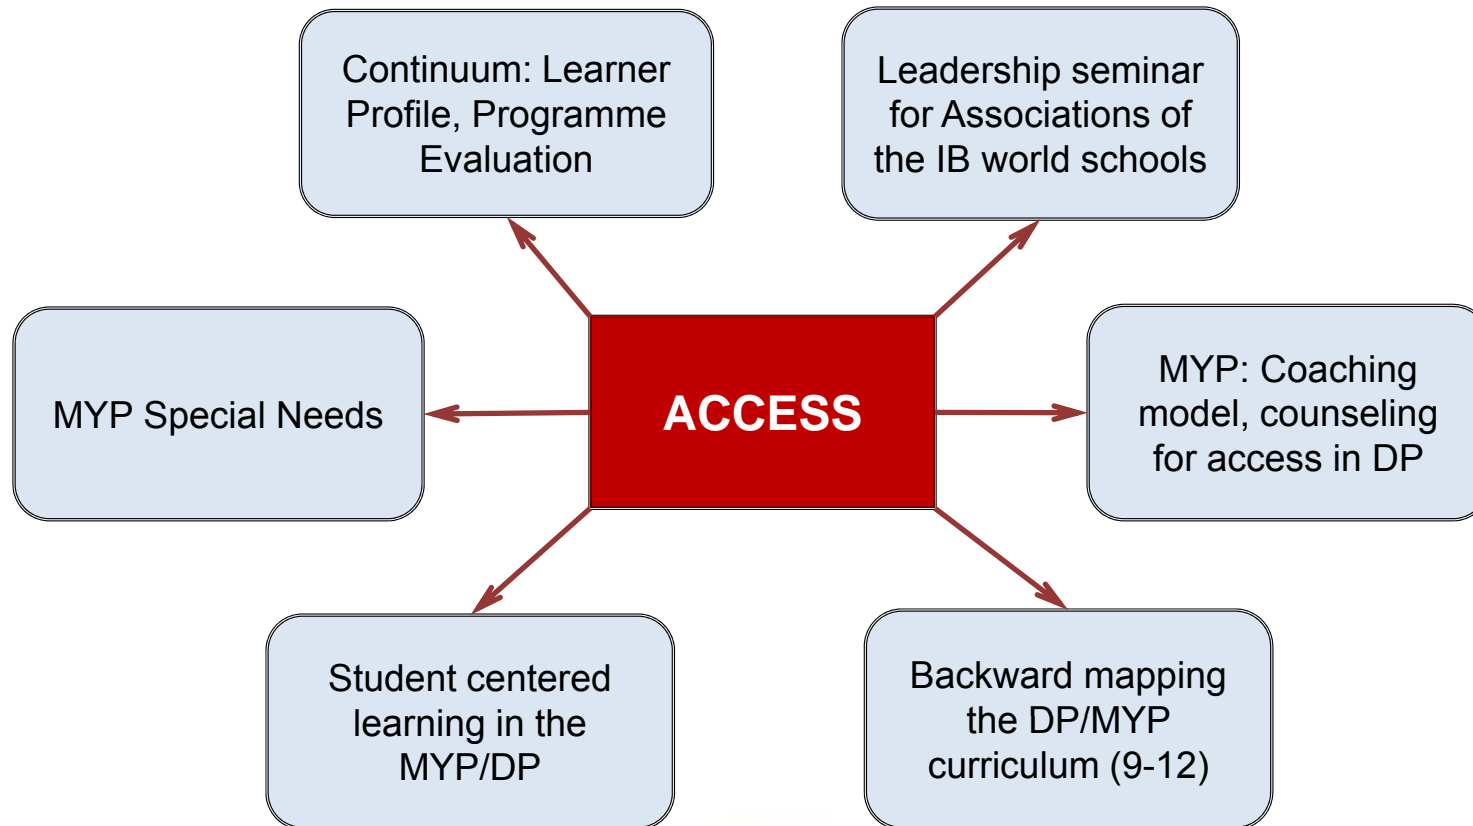 Continuum: Learner
Profile, Programme
Evaluation
Leadership seminar
for Associations of
the IB world schools
MYP Special Needs
ACCESS
MYP: Coaching
model, counseling
for access in DP
Student centered
learning in the
MYP/DP
Backward mapping
the DP/MYP
curriculum (9-12)